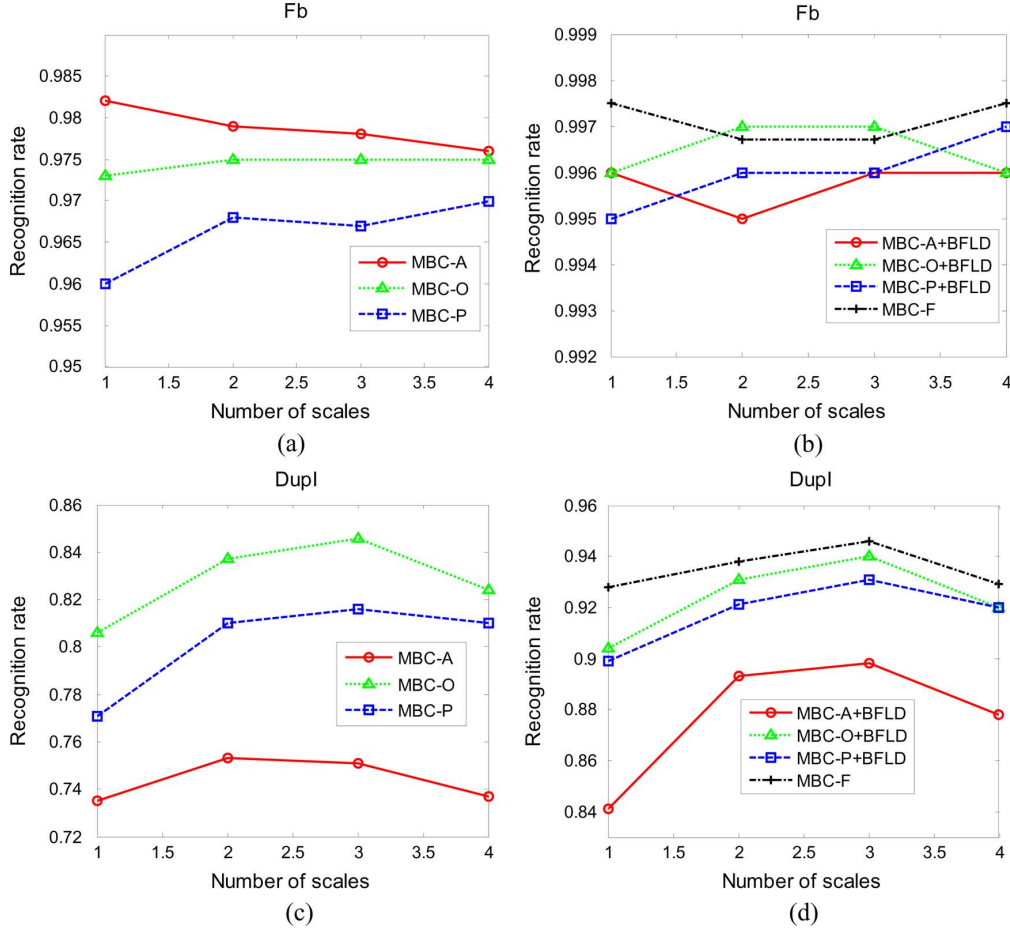 Fb
Recognition rate
0.985
0.98
0.975
0.97
0.965
0.96
0.955
0.95
MBC-A
MBC-O
MBC-P
1 1.5 2 2.5 3 3.5 4
Number of scales
(a)
Fb
Recognition rate
0.999
0.998
0.997
0.996
0.995
0.994
0.993
0.992
MBC-A+BFLD
MBC-O+BFLD
MBC-P+BFLD
MBC-F
1 1.5 2 2.5 3 3.5 4
Number of scales
(b)
DupI
Recognition rate
0.86
0.84
0.82
0.8
0.78
0.76
0.74
0.72
MBC-A
MBC-O
MBC-P
1 1.5 2 2.5 3 3.5 4
Number of scales
(c)
DupI
Recognition rate
0.96
0.94
0.92
0.9
0.88
0.86
0.84
MBC-A+BFLD
MBC-O+BFLD
MBC-P+BFLD
MBC-F
1 1.5 2 2.5 3 3.5 4
Number of scales
(d)